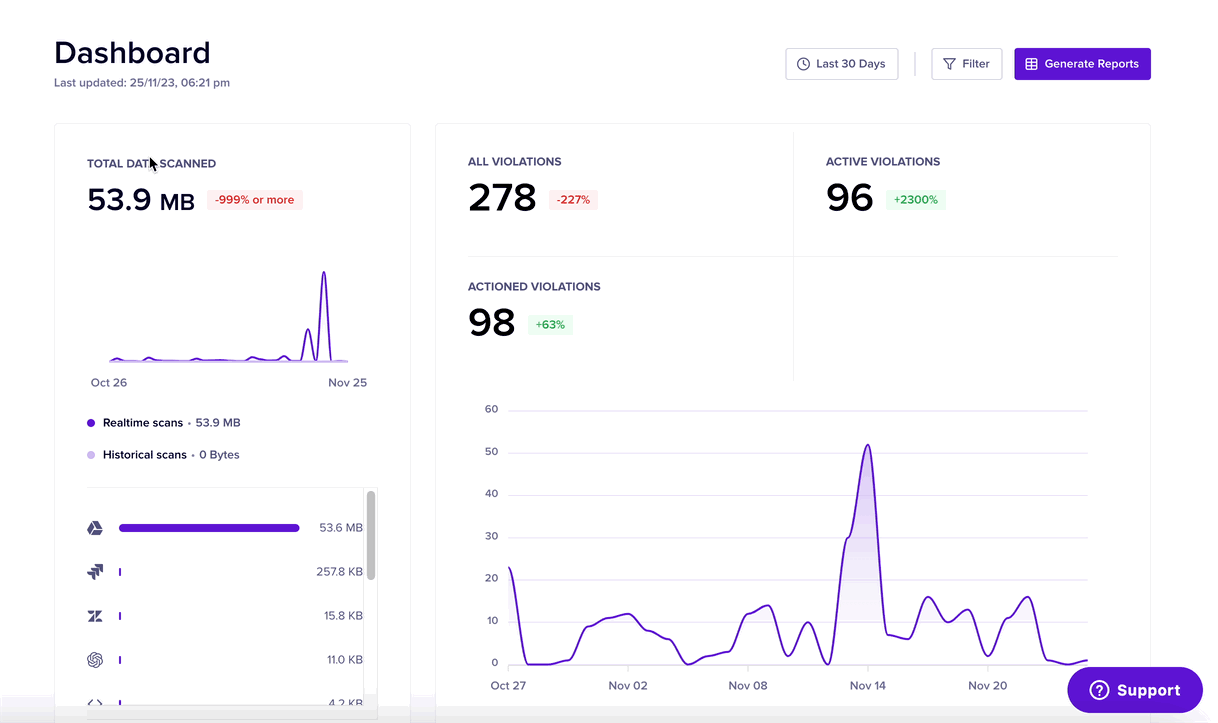 Dashboard
Last updated: 25/11/23, 06:21 pm
Last 30 Days
Filter
Generate Reports
TOTAL DATA SCANNED
53.9 MB -999% or more
Oct 26 Nov 25
Realtime scans • 53.9 MB
Historical scans • 0 Bytes
53.6 MB
257.8 KB
15.8 KB
11.0 KB
4.2 KB
ALL VIOLATIONS
278 -227%
ACTIVE VIOLATIONS
96 +2300%
ACTIONED VIOLATIONS
98 +63%
60
50
40
30
20
10
0
Oct 27 Nov 02 Nov 08 Nov 14 Nov 20
Support